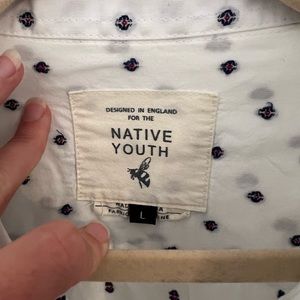 DESIGNED IN ENGLAND
FOR THE
NATIVE
YOUTH
L